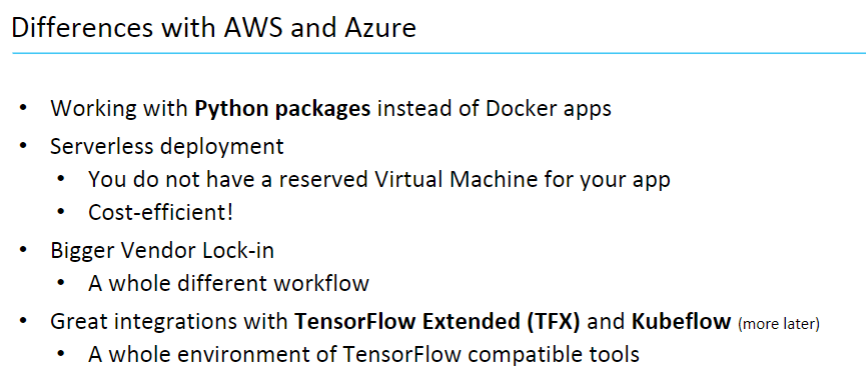 Differences with AWS and Azure
• Working with Python packages instead of Docker apps
• Serverless deployment
• You do not have a reserved Virtual Machine for your app
• Cost-efficient!
• Bigger Vendor Lock-in
• A whole different workflow
• Great integrations with TensorFlow Extended (TFX) and Kubeflow (more later)
• A whole environment of TensorFlow compatible tools